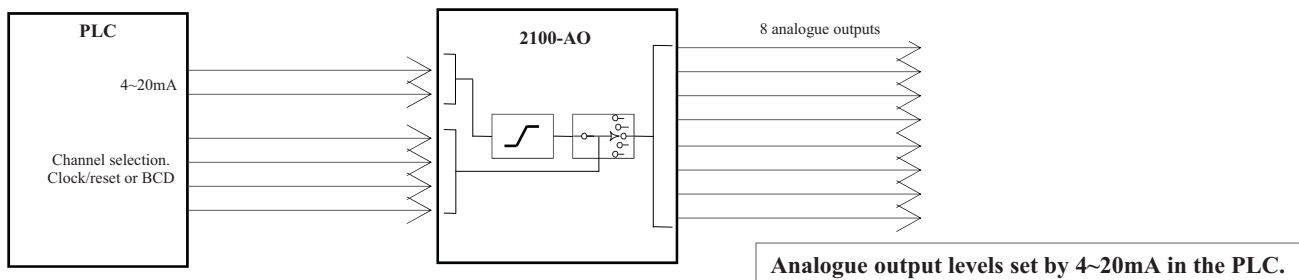 PLC
2100-AO
8 analogue outputs
4~20mA
Channel selection.
Clock/reset or BCD
Analogue output levels set by 4~20mA in the PLC.